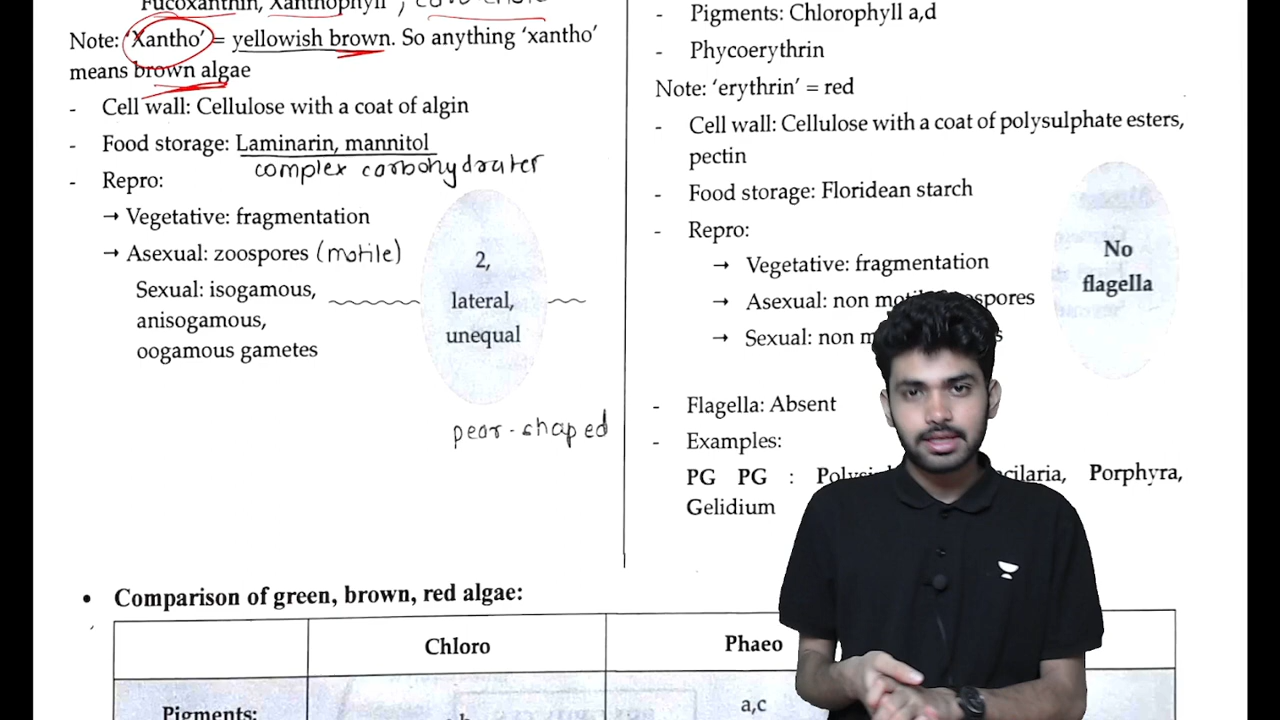 Fucoxanthin, Xanthophyll,
Note: 'Xantho' = yellowish brown. So anything 'xantho'
means brown algae
- Cell wall: Cellulose with a coat of algin
- Food storage: Laminarin, mannitol
complex carbohydrates
- Repro:
→ Vegetative: fragmentation
→ Asexual: zoospores (motile)
Sexual: isogamous,
anisogamous,
oogamous gametes
2,
lateral,
unequal
pear-shaped
- Pigments: Chlorophyll a,d
- Phycoerythrin
Note: 'erythrin' = red
- Cell wall: Cellulose with a coat of polysulphate esters,
pectin
- Food storage: Floridean starch
- Repro:
→ Vegetative: fragmentation
→ Asexual: non spores
→ Sexual: non
No
flagella
- Flagella: Absent
- Examples:
PG PG : Porphyra,
Gelidium
• Comparison of green, brown, red algae:
Chloro Phaeo
Pigments: a,c